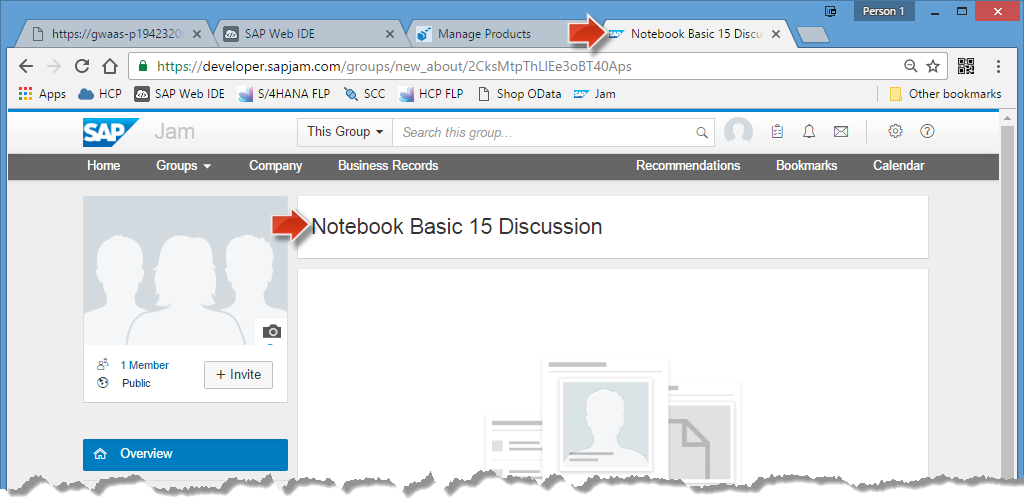 Person 1
https://gwaas-p1942320 SAP Web IDE Manage Products Notebook Basic 15 Discu
https://developer.sapjam.com/groups/new_about/2CksMtpThLIEe3oBT40Aps
Apps HCP SAP Web IDE S/4HANA FLP SCC HCP FLP Shop OData Jam Other bookmarks
SAP Jam This Group Search this group...
Home Groups Company Business Records Recommendations Bookmarks Calendar
Notebook Basic 15 Discussion
1 Member
Public
+ Invite
Overview